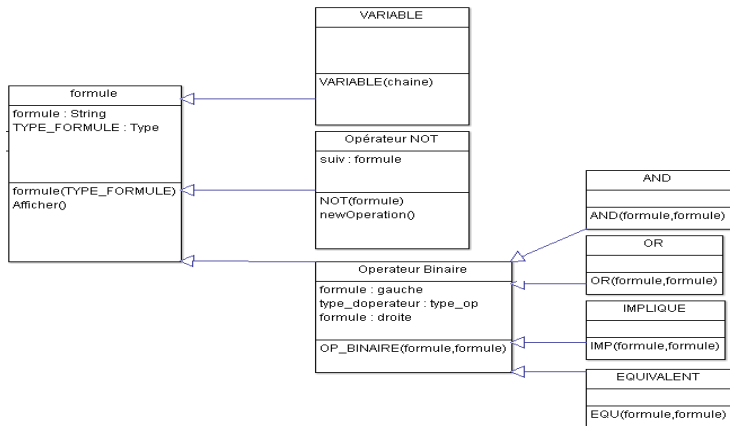 VARIABLE
VARIABLE(chaine)
formule
formule : String
TYPE_FORMULE : Type
formule(TYPE_FORMULE)
Afficher()
Opérateur NOT
suiv : formule
NOT(formule)
newOperation()
Operateur Binaire
formule : gauche
type_doperateur : type_op
formule : droite
OP_BINAIRE(formule,formule)
AND
AND(formule,formule)
OR
OR(formule,formule)
IMPLIQUE
IMP(formule,formule)
EQUIVALENT
EQU(formule,formule)